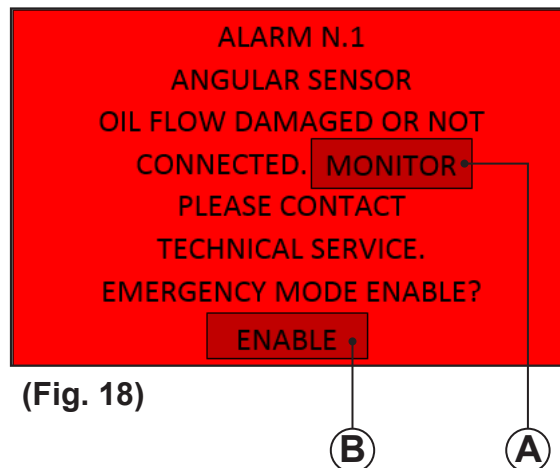 ALARM N.1
ANGULAR SENSOR
OIL FLOW DAMAGED OR NOT
CONNECTED. MONITOR
PLEASE CONTACT
TECHNICAL SERVICE.
EMERGENCY MODE ENABLE?
ENABLE
(Fig. 18)
B A